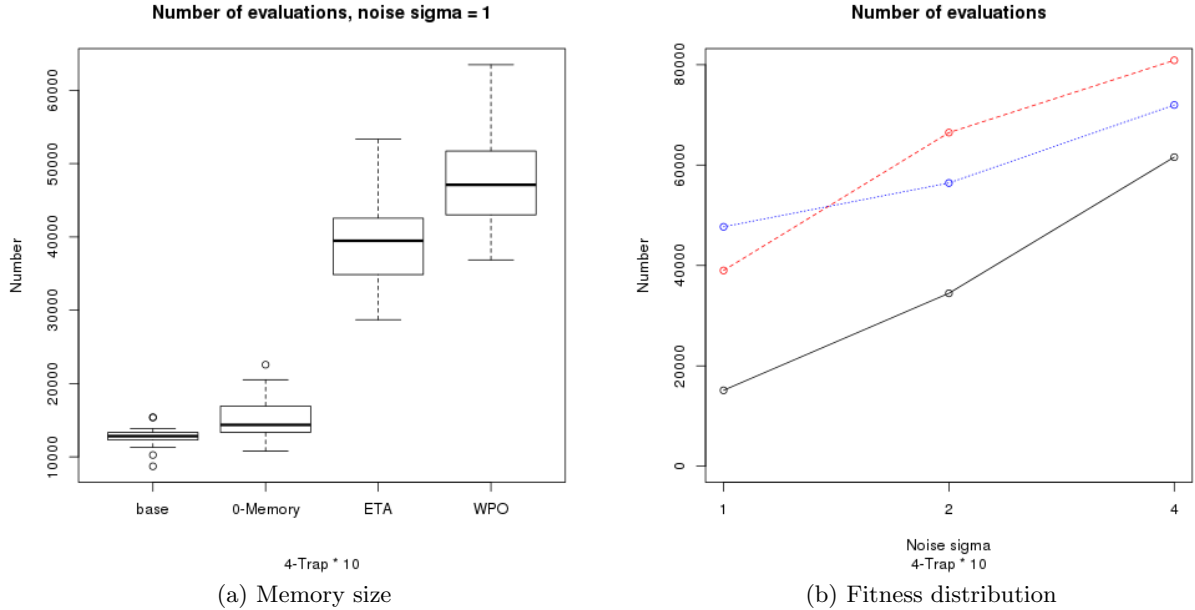 Number of evaluations, noise sigma = 1
Number
60000
50000
40000
30000
20000
10000
base 0-Memory ETA WPO
4-Trap * 10
(a) Memory size
Number of evaluations
Number
80000
60000
40000
20000
0
1 2 4
Noise sigma
4-Trap * 10
(b) Fitness distribution